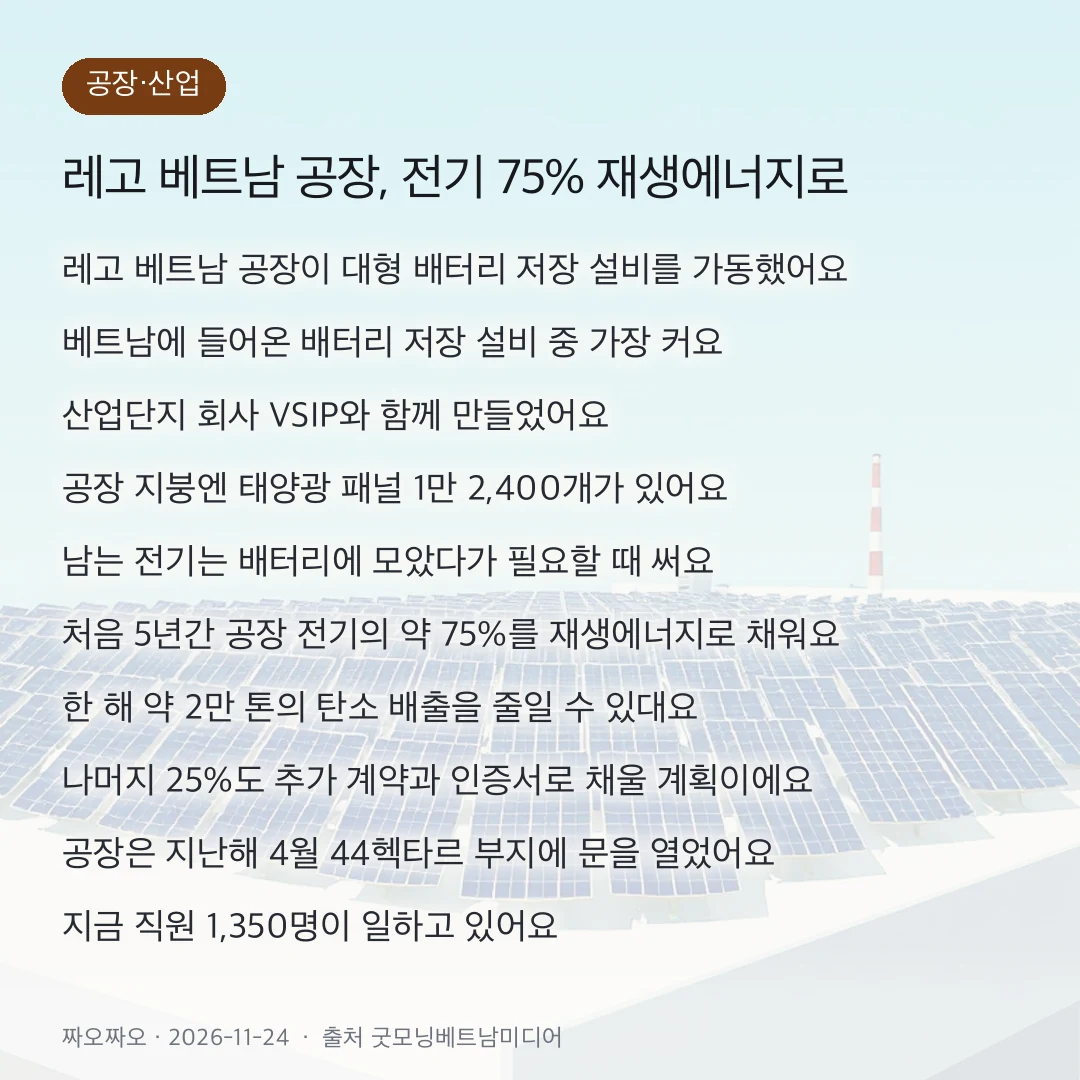 공장·산업
레고 베트남 공장, 전기 75% 재생에너지로
레고 베트남 공장이 대형 배터리 저장 설비를 가동했어요
베트남에 들어온 배터리 저장 설비 중 가장 커요
산업단지 회사 VSIP와 함께 만들었어요
공장 지붕엔 태양광 패널 1만 2,400개가 있어요
남는 전기는 배터리에 모았다가 필요할 때 써요
처음 5년간 공장 전기의 약 75%를 재생에너지로 채워요
한 해 약 2만 톤의 탄소 배출을 줄일 수 있대요
나머지 25%도 추가 계약과 인증서로 채울 계획이에요
공장은 지난해 4월 44헥타르 부지에 문을 열었어요
지금 직원 1,350명이 일하고 있어요
짜오짜오 · 2026-11-24 · 출처 굿모닝베트남미디어